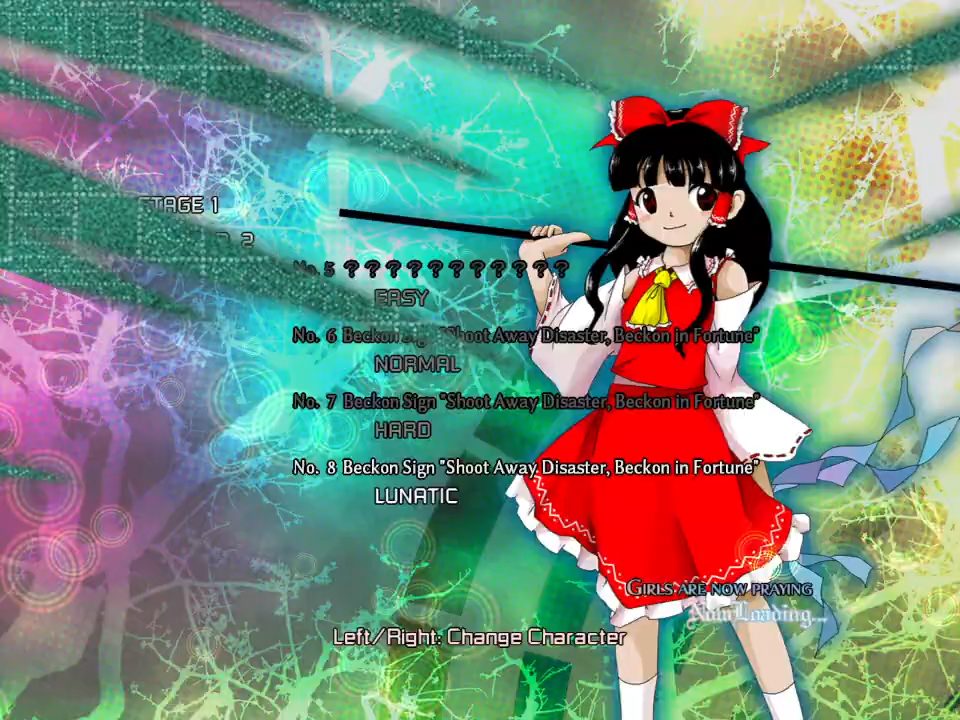 STAGE 1
2
No. 5 ? ? ? ? ? ? ? ? ? ? ?
EASY
No. 6 Beckon Sign "Shoot Away Disaster, Beckon in Fortune"
NORMAL
No. 7 Beckon Sign "Shoot Away Disaster, Beckon in Fortune"
HARD
No. 8 Beckon Sign "Shoot Away Disaster, Beckon in Fortune"
LUNATIC
Girls are now praying
Now Loading...
Left/Right: Change Character